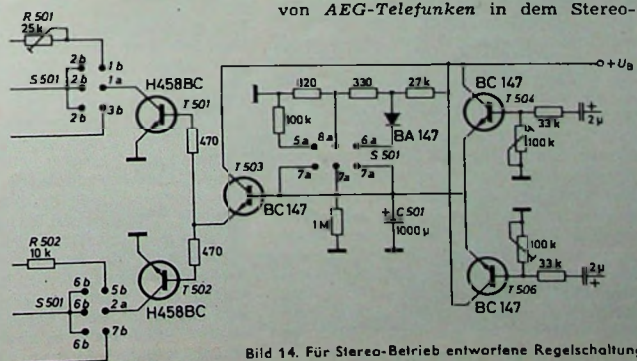 von AEG-Telefunken in dem Stereo-
R 501
25k
2b
1b
S 501
2b
1a
2b
3b
H458BC
T 501
470
T 503
BC 147
470
T 502
H458BC
R 502
10 k
6b
5b
S 501
6b
2a
6b
7b
120
330
27k
100k
5a
8a
6a
BA 147
S 501
7a
7a
7a
1M
C 501
+
1000 µ
+U_B
BC 147
T 504
33k
+
2µ
100k
100k
33k
2µ
+
T 506
BC 147
Bild 14. Für Stereo-Betrieb entworfene Regelschaltung